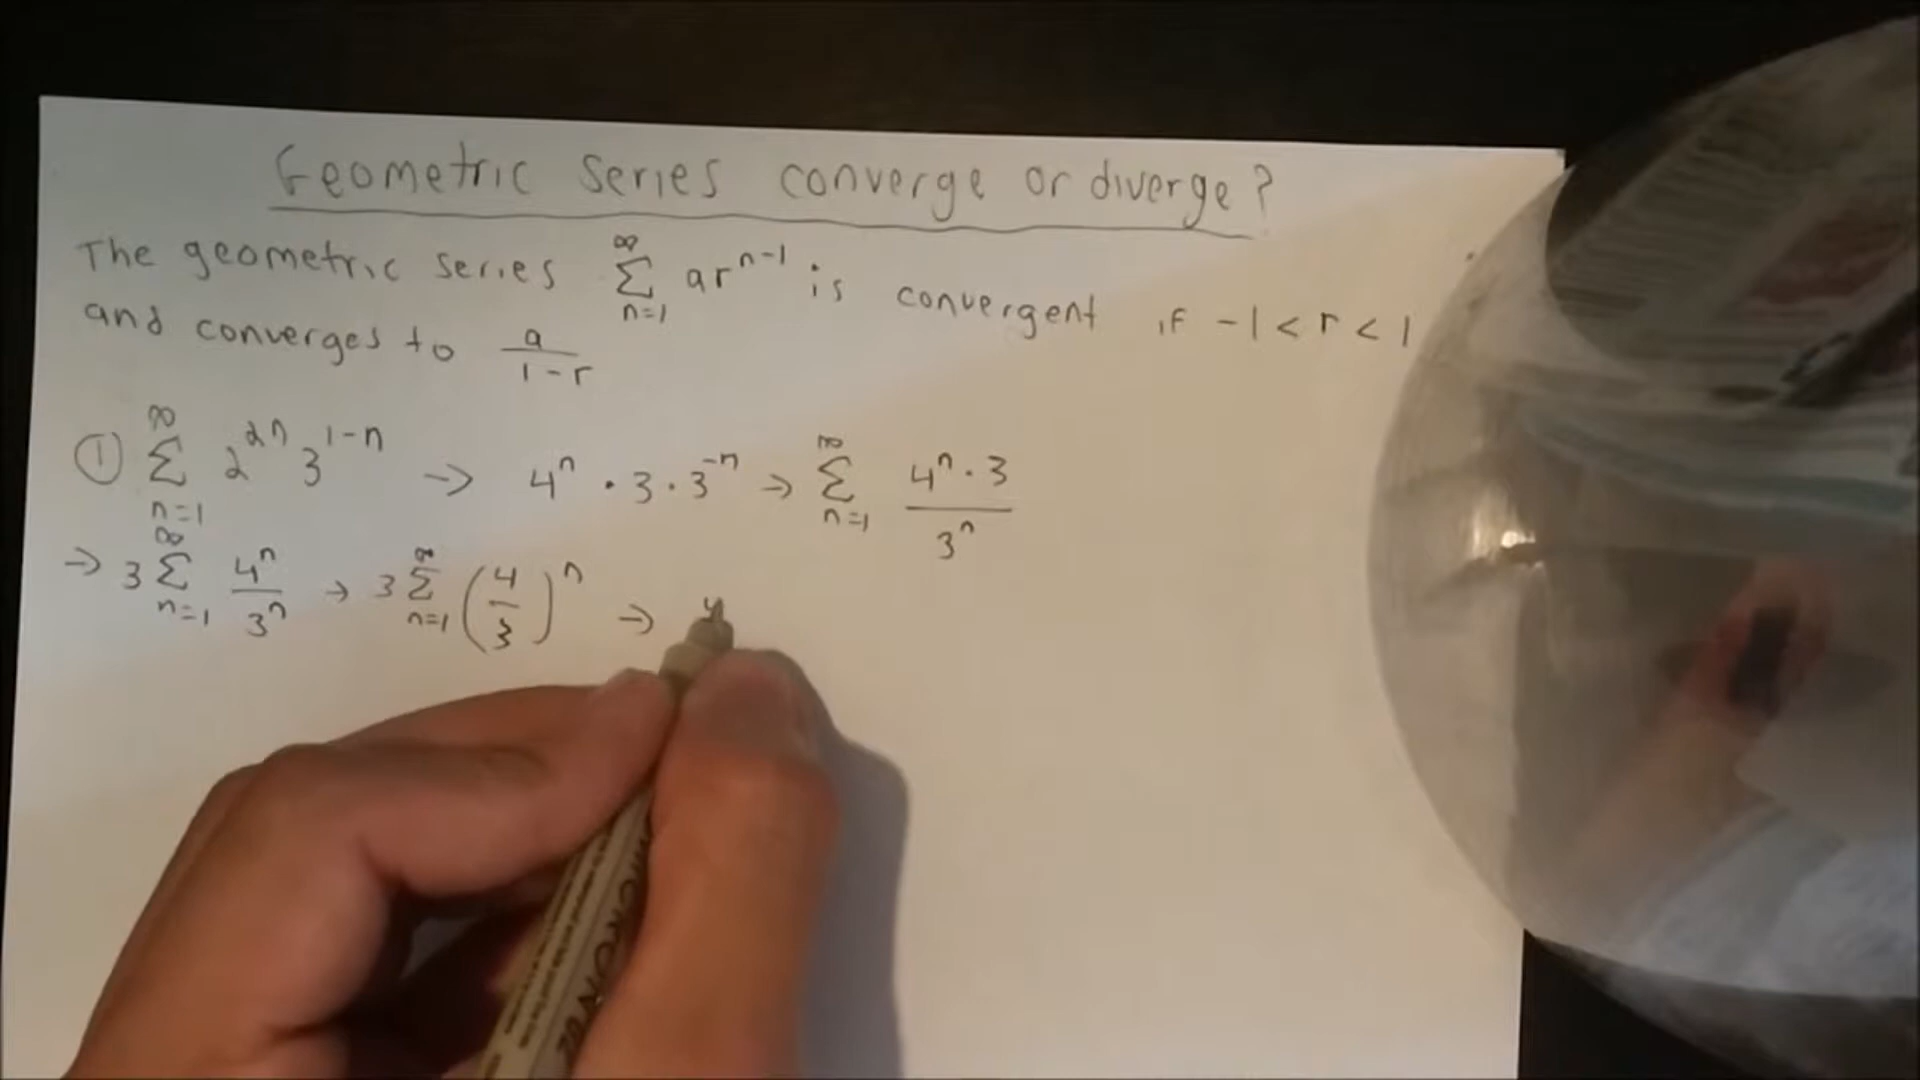 Geometric series converge or diverge?
The geometric series ∞ Σ n=1 ar^n-1 is convergent if -1 < r < 1
and converges to a/1-r
① ∞ Σ n=1 2^2n 3^1-n → 4^n · 3 · 3^-n → ∞ Σ n=1 4^n · 3/3^n
→ 3 ∞ Σ n=1 4^n/3^n → 3 ∞ Σ n=1 (4/3)^n → 4